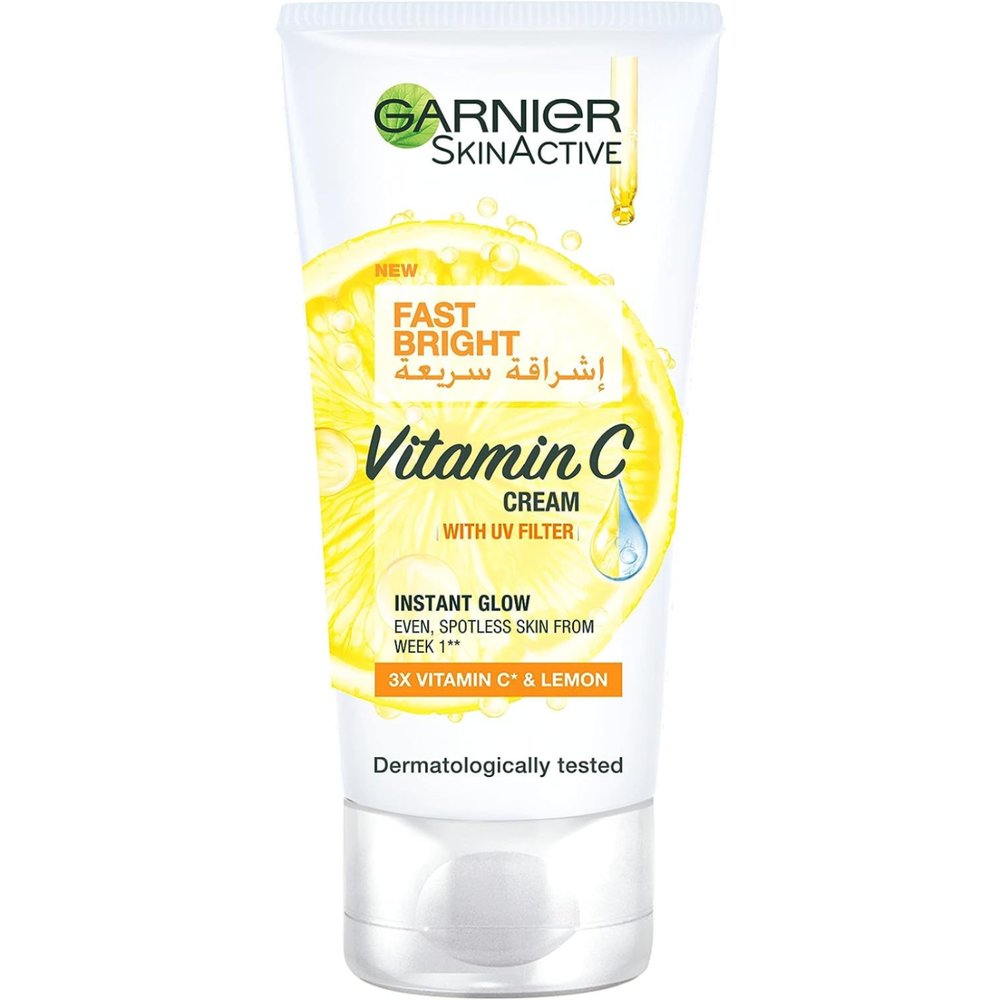 GARNIER
SKINACTIVE
NEW
FAST
BRIGHT
إشراقة سريعة
Vitamin C
CREAM
WITH UV FILTER
INSTANT GLOW
EVEN, SPOTLESS SKIN FROM
WEEK 1**
3X VITAMIN C* & LEMON
Dermatologically tested